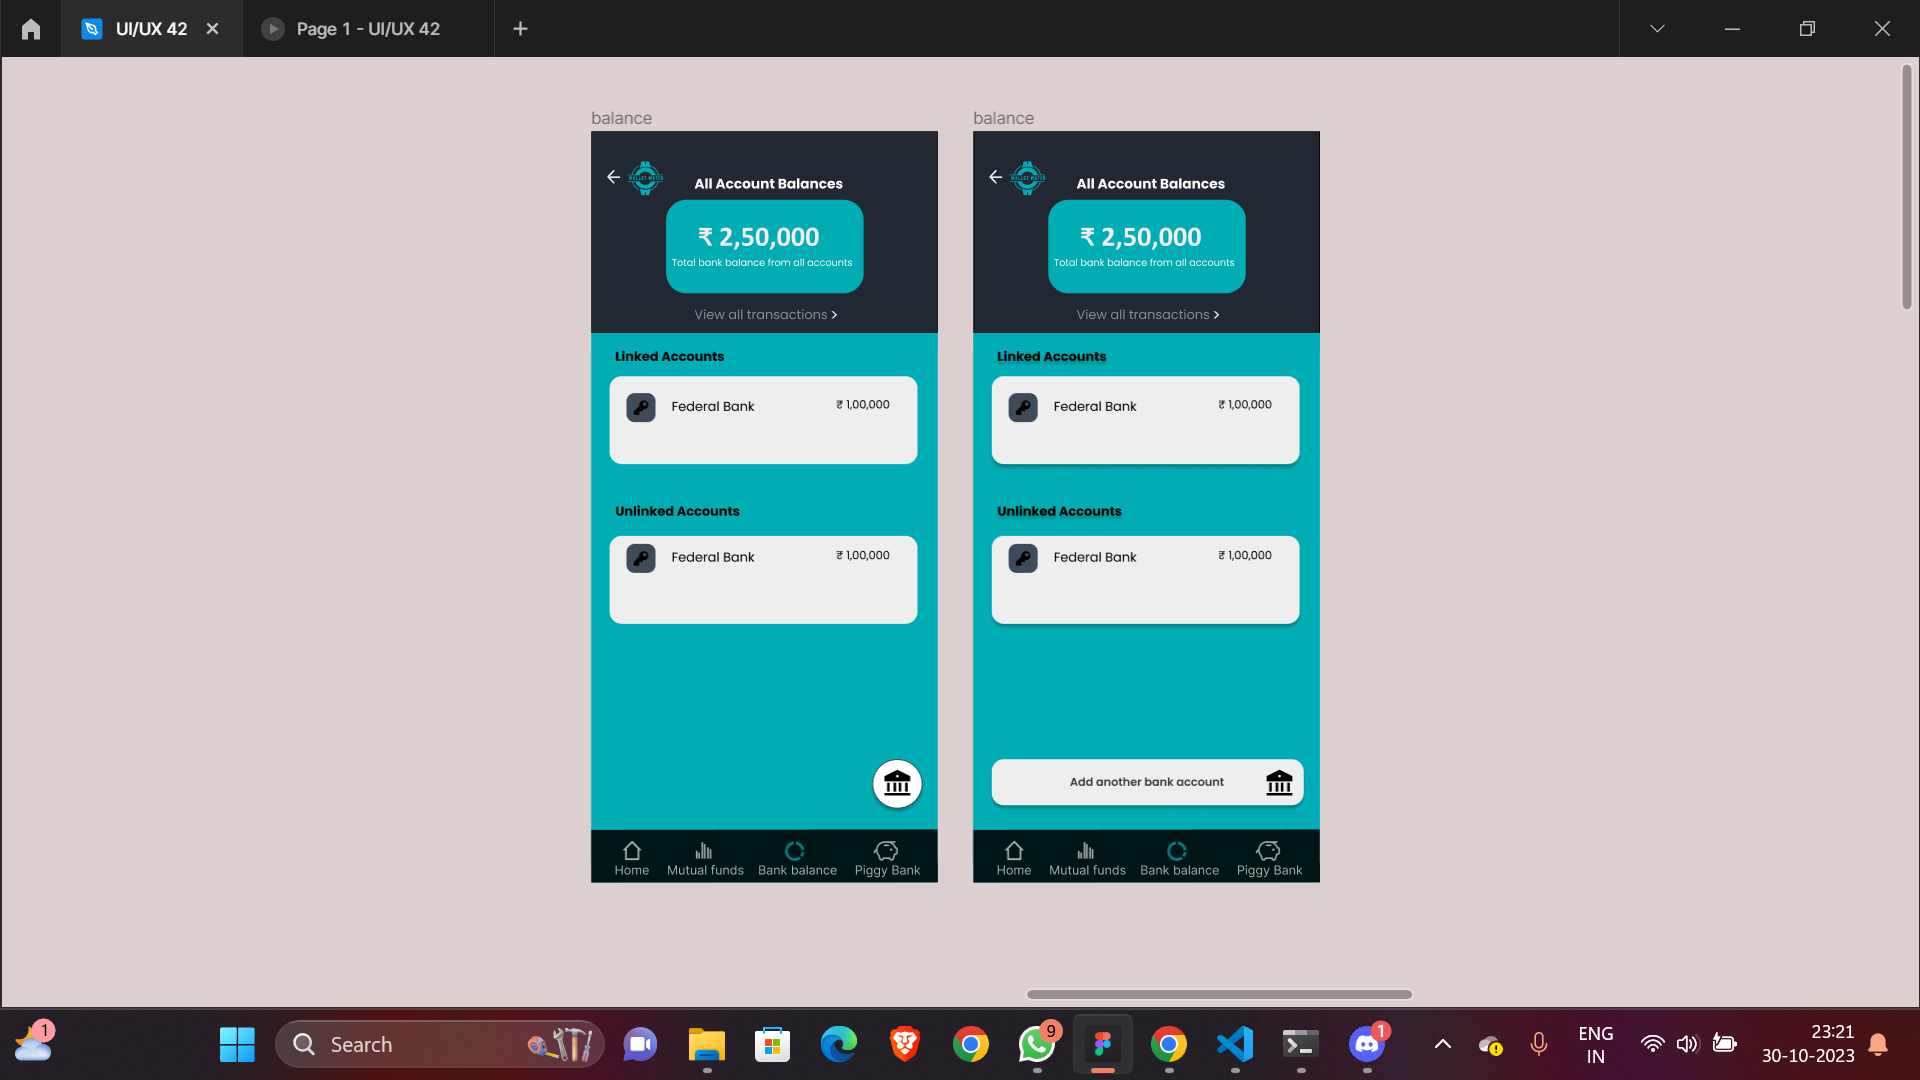 UI/UX 42
Page 1 - UI/UX 42
balance
WALLET WATCH
All Account Balances
₹ 2,50,000
Total bank balance from all accounts
View all transactions
Linked Accounts
Federal Bank ₹ 1,00,000
Unlinked Accounts
Federal Bank ₹ 1,00,000
Home Mutual funds Bank balance Piggy Bank
balance
WALLET WATCH
All Account Balances
₹ 2,50,000
Total bank balance from all accounts
View all transactions
Linked Accounts
Federal Bank ₹ 1,00,000
Unlinked Accounts
Federal Bank ₹ 1,00,000
Add another bank account
Home Mutual funds Bank balance Piggy Bank
1
Search
9
1
ENG
IN
23:21
30-10-2023